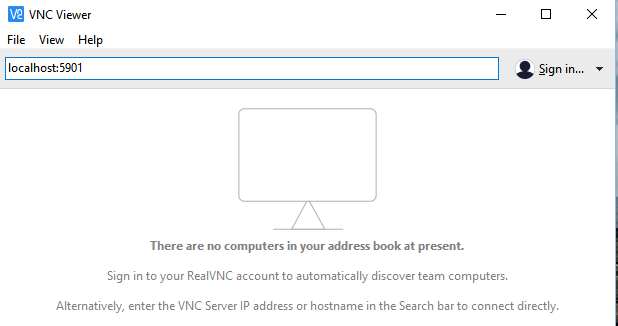 VNC Viewer
File View Help
localhost:5901
Sign in...
There are no computers in your address book at present.
Sign in to your RealVNC account to automatically discover team computers.
Alternatively, enter the VNC Server IP address or hostname in the Search bar to connect directly.